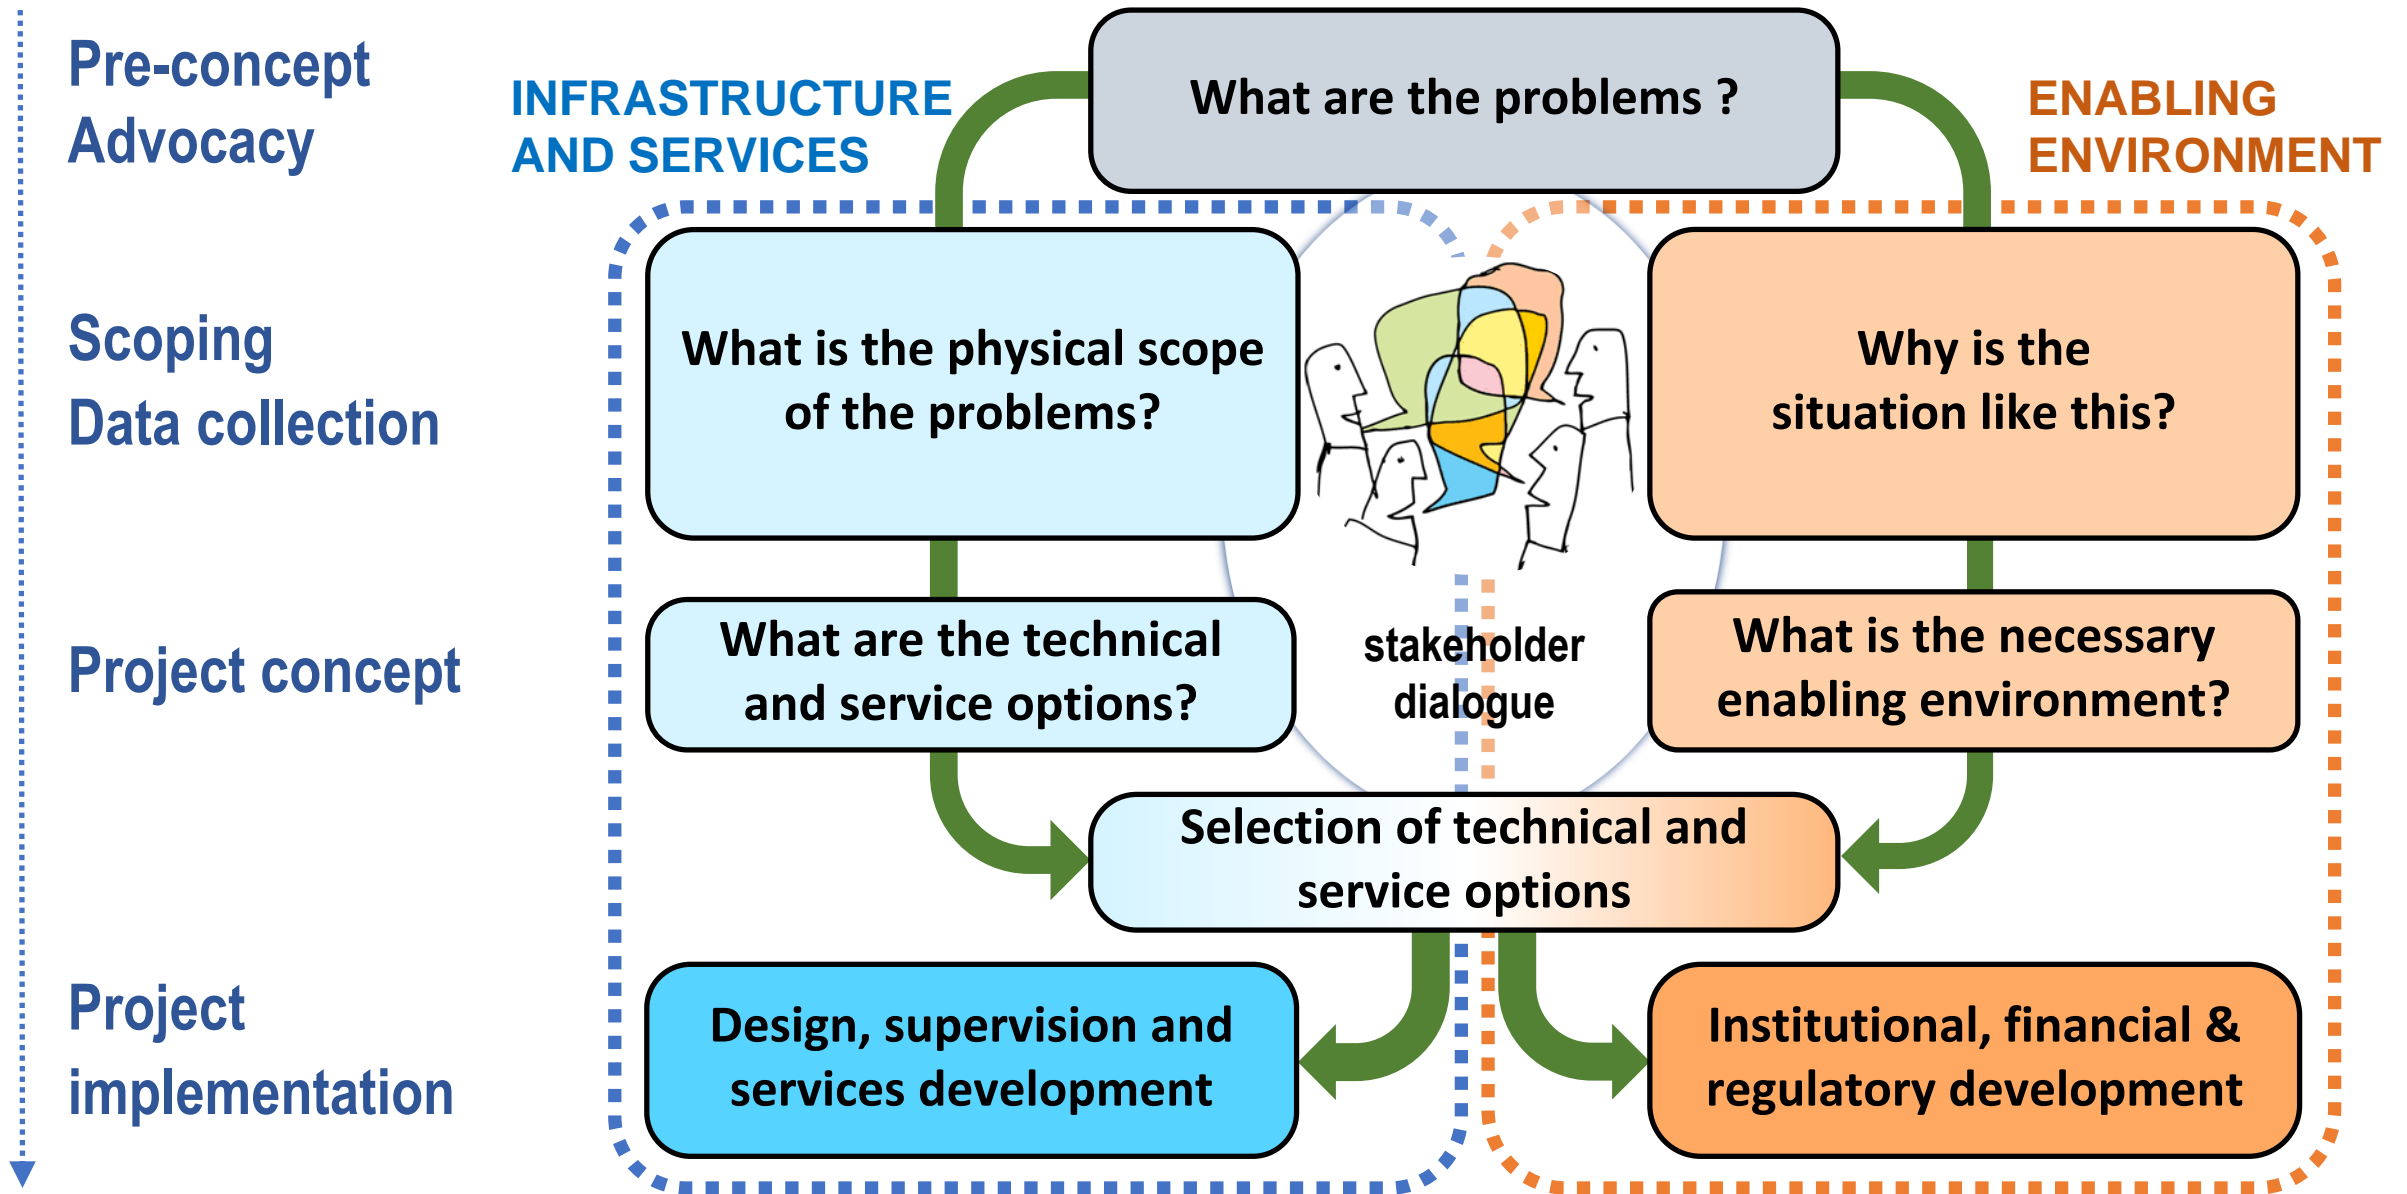 Pre-concept
Advocacy
INFRASTRUCTURE
AND SERVICES
What are the problems ?
ENABLING
ENVIRONMENT
Scoping
Data collection
What is the physical scope
of the problems?
Why is the
situation like this?
Project concept
What are the technical
and service options?
stakeholder
dialogue
What is the necessary
enabling environment?
Selection of technical and
service options
Project
implementation
Design, supervision and
services development
Institutional, financial &
regulatory development